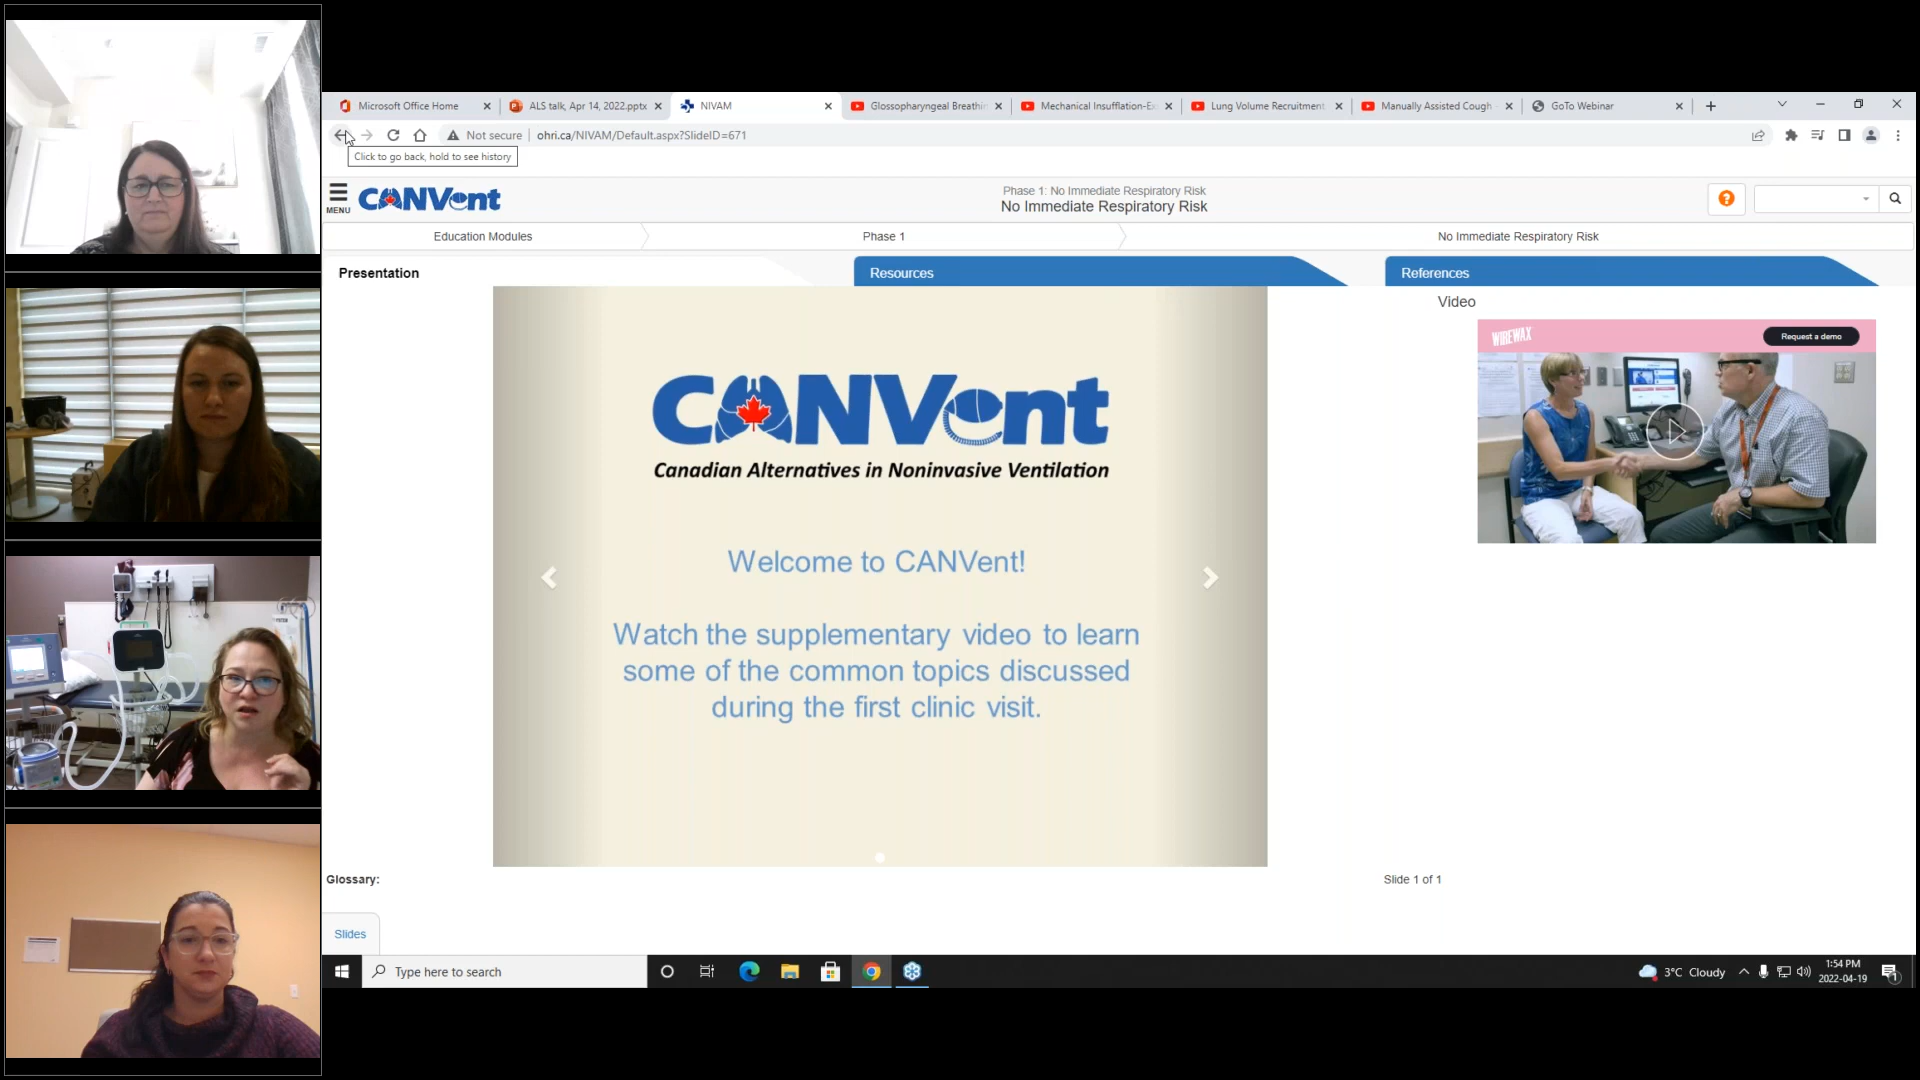 Microsoft Office Home
ALS talk, Apr 14, 2022.pptx
NIVAM
Glossopharyngeal Breathin
Mechanical Insufflation-Ex
Lung Volume Recruitment
Manually Assisted Cough
GoTo Webinar
Not secure
ohri.ca/NIVAM/Default.aspx?SlideID=671
Click to go back, hold to see history
MENU
CANVent
Phase 1: No Immediate Respiratory Risk
No Immediate Respiratory Risk
Education Modules
Phase 1
No Immediate Respiratory Risk
Presentation
Resources
References
Video
WIREWAX
Request a demo
CANVent
Canadian Alternatives in Noninvasive Ventilation
Welcome to CANVent!
Watch the supplementary video to learn
some of the common topics discussed
during the first clinic visit.
Glossary:
Slide 1 of 1
Slides
Type here to search
3°C Cloudy
1:54 PM
2022-04-19
1